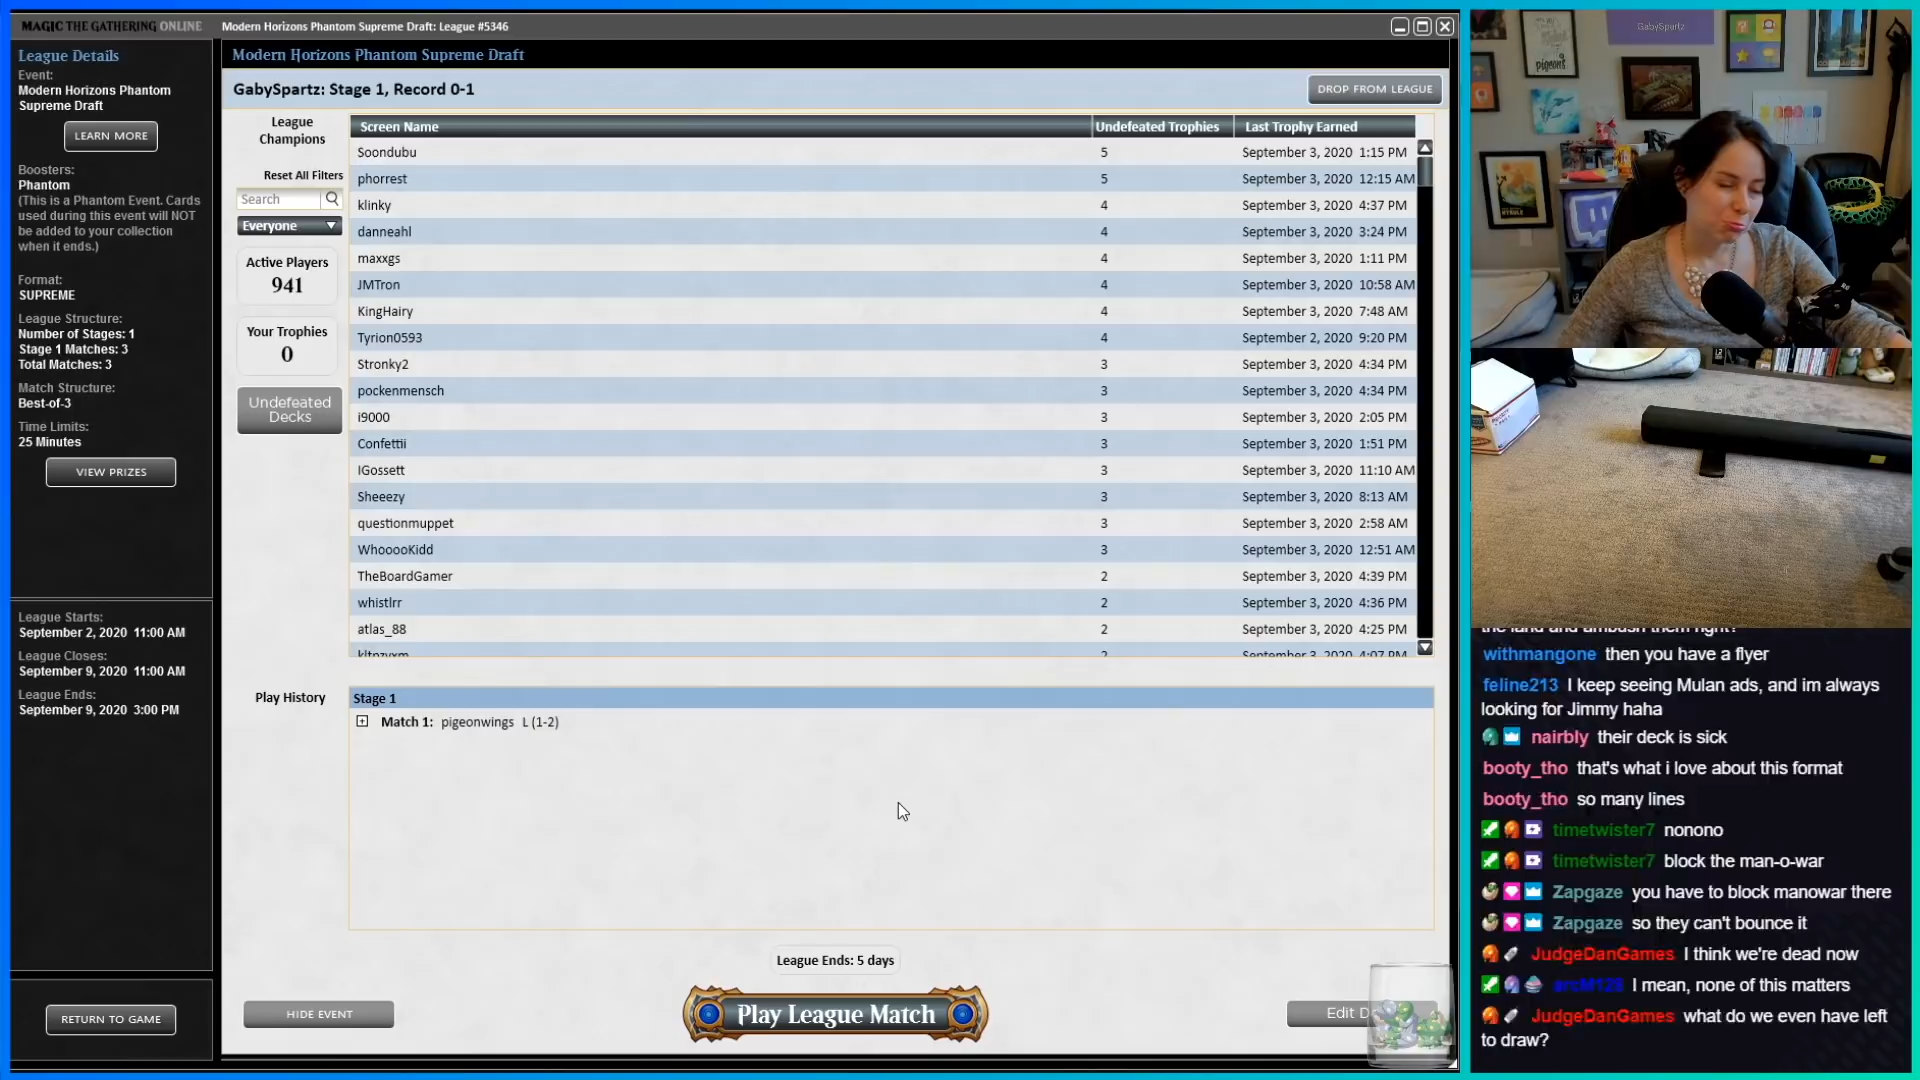 MAGIC THE GATHERING ONLINE
Modern Horizons Phantom Supreme Draft: League #5346
League Details
Event:
Modern Horizons Phantom
Supreme Draft
LEARN MORE
Boosters:
Phantom
(This is a Phantom Event. Cards
used during this event will NOT
be added to your collection
when it ends.)
Format:
SUPREME
League Structure:
Number of Stages: 1
Stage 1 Matches: 3
Total Matches: 3
Match Structure:
Best-of-3
Time Limits:
25 Minutes
VIEW PRIZES
League Starts:
September 2, 2020 11:00 AM
League Closes:
September 9, 2020 11:00 AM
League Ends:
September 9, 2020 3:00 PM
RETURN TO GAME
Modern Horizons Phantom Supreme Draft
GabySpartz: Stage 1, Record 0-1
DROP FROM LEAGUE
League
Champions
Reset All Filters
Search
Everyone
Active Players
941
Your Trophies
0
Undefeated
Decks
Screen Name Undefeated Trophies Last Trophy Earned
Soondubu 5 September 3, 2020 1:15 PM
phorrest 5 September 3, 2020 12:15 AM
klinky 4 September 3, 2020 4:37 PM
danneahl 4 September 3, 2020 3:24 PM
maxxgs 4 September 3, 2020 1:11 PM
JMTron 4 September 3, 2020 10:58 AM
KingHairy 4 September 3, 2020 7:48 AM
Tyrion0593 4 September 2, 2020 9:20 PM
Stronky2 3 September 3, 2020 4:34 PM
pockenmensch 3 September 3, 2020 4:34 PM
i9000 3 September 3, 2020 2:05 PM
Confettii 3 September 3, 2020 1:51 PM
IGossett 3 September 3, 2020 11:10 AM
Sheeezy 3 September 3, 2020 8:13 AM
questionmuppet 3 September 3, 2020 2:58 AM
WhooooKidd 3 September 3, 2020 12:51 AM
TheBoardGamer 2 September 3, 2020 4:39 PM
whistlrr 2 September 3, 2020 4:36 PM
atlas_88 2 September 3, 2020 4:25 PM
2 September 3, 2020 4:07 PM
Play History
Stage 1
Match 1: pigeonwings L (1-2)
League Ends: 5 days
HIDE EVENT
Play League Match
Edit D
GabySpartz
pigeons
withmangone then you have a flyer
feline213 I keep seeing Mulan ads, and im always
looking for Jimmy haha
nairbly their deck is sick
booty_tho that's what i love about this format
booty_tho so many lines
timetwister7 nonono
timetwister7 block the man-o-war
Zapgaze you have to block manowar there
Zapgaze so they can't bounce it
JudgeDanGames I think we're dead now
arcM128 I mean, none of this matters
JudgeDanGames what do we even have left
to draw?